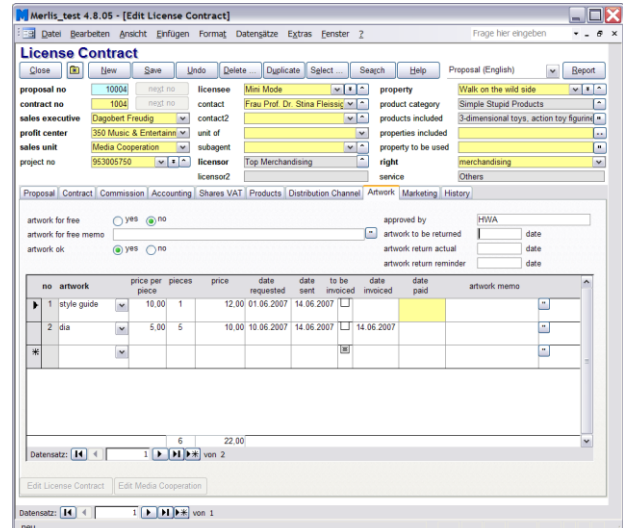 Merlis_test 4.8.05 - [Edit License Contract]
Datei Bearbeiten Ansicht Einfügen Format Datensätze Extras Fenster ? Frage hier eingeben
License Contract
Close New Save Undo Delete ... Duplicate Select ... Search Help Proposal (English) Report
proposal no 10004 next no licensee Mini Mode property Walk on the wild side
contract no 1004 next no contact Frau Prof. Dr. Stina Fleissig product category Simple Stupid Products
sales executive Dagobert Freudig contact2 products included 3-dimensional toys, action toy figurine
profit center 350 Music & Entertainm unit of properties included
sales unit Media Cooperation subagent property to be used
project no 953005750 licensor Top Merchandising right merchandising
licensor2 service Others
Proposal Contract Commission Accounting Shares VAT Products Distribution Channel Artwork Marketing History
artwork for free yes no approved by HWA
artwork for free memo artwork to be returned date
artwork ok yes no artwork return actual date
artwork return reminder date
no artwork price per piece pieces price date requested date sent to be invoiced date invoiced date paid artwork memo
1 style guide 10,00 1 12,00 01.06.2007 14.06.2007
2 dia 5,00 5 10,00 10.06.2007 14.06.2007 14.06.2007
6 22,00
Datensatz: 1 von 2
Edit License Contract Edit Media Cooperation
Datensatz: 1 von 1